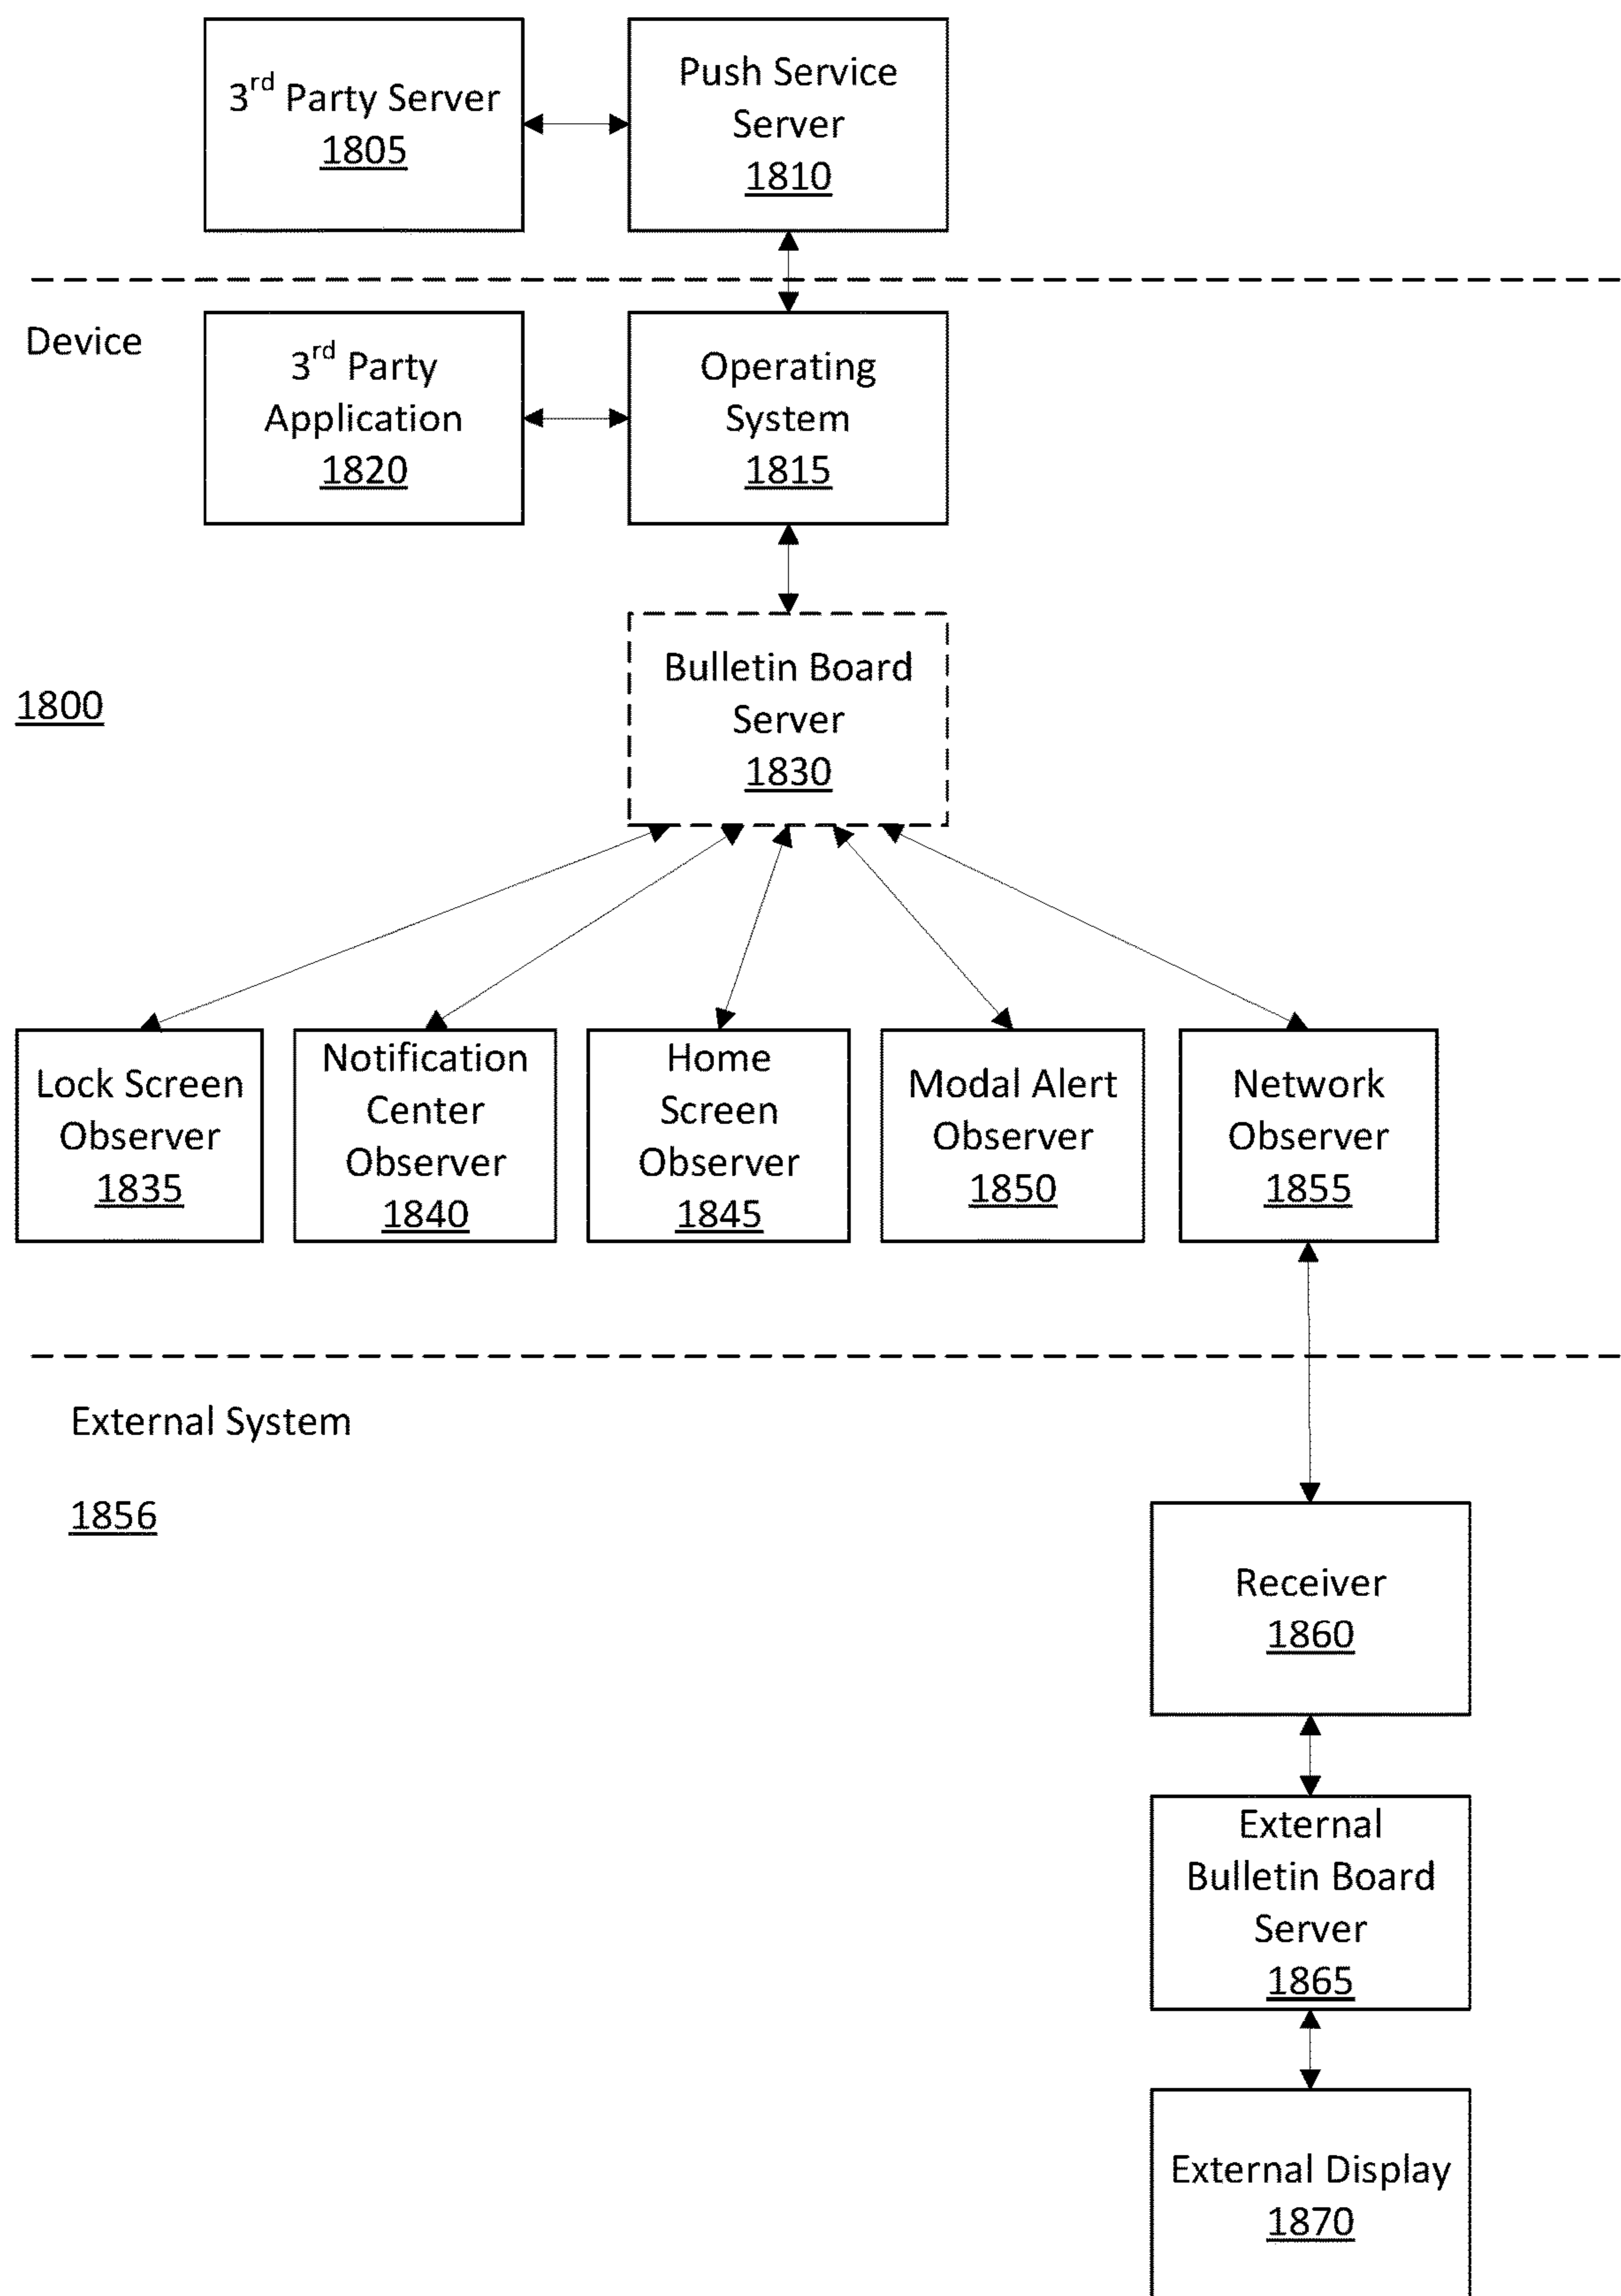 3rd Party Server
1805
Push Service
Server
1810
Device
3rd Party
Application
1820
Operating
System
1815
1800
Bulletin Board
Server
1830
Lock Screen
Observer
1835
Notification
Center
Observer
1840
Home
Screen
Observer
1845
Modal Alert
Observer
1850
Network
Observer
1855
External System
1856
Receiver
1860
External
Bulletin Board
Server
1865
External Display
1870